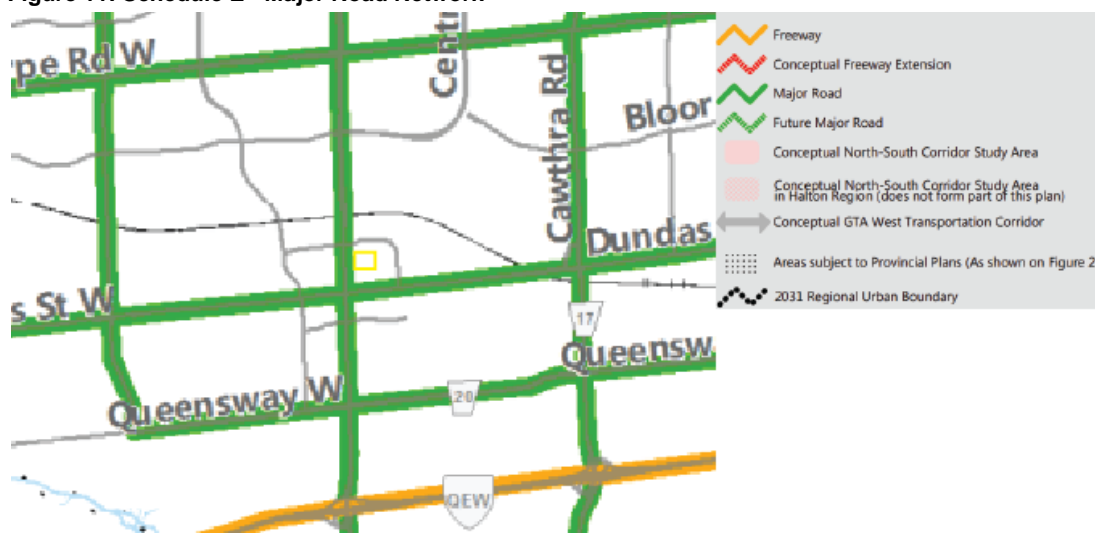 pe Rd W
Centr
Cawthra Rd
Bloor
Dundas
s St W
17
Queensw
Queensway W
20
QEW
Freeway
Conceptual Freeway Extension
Major Road
Future Major Road
Conceptual North-South Corridor Study Area
Conceptual North-South Corridor Study Area
in Halton Region (does not form part of this plan)
Conceptual GTA West Transportation Corridor
Areas subject to Provincial Plans (As shown on Figure 2
2031 Regional Urban Boundary